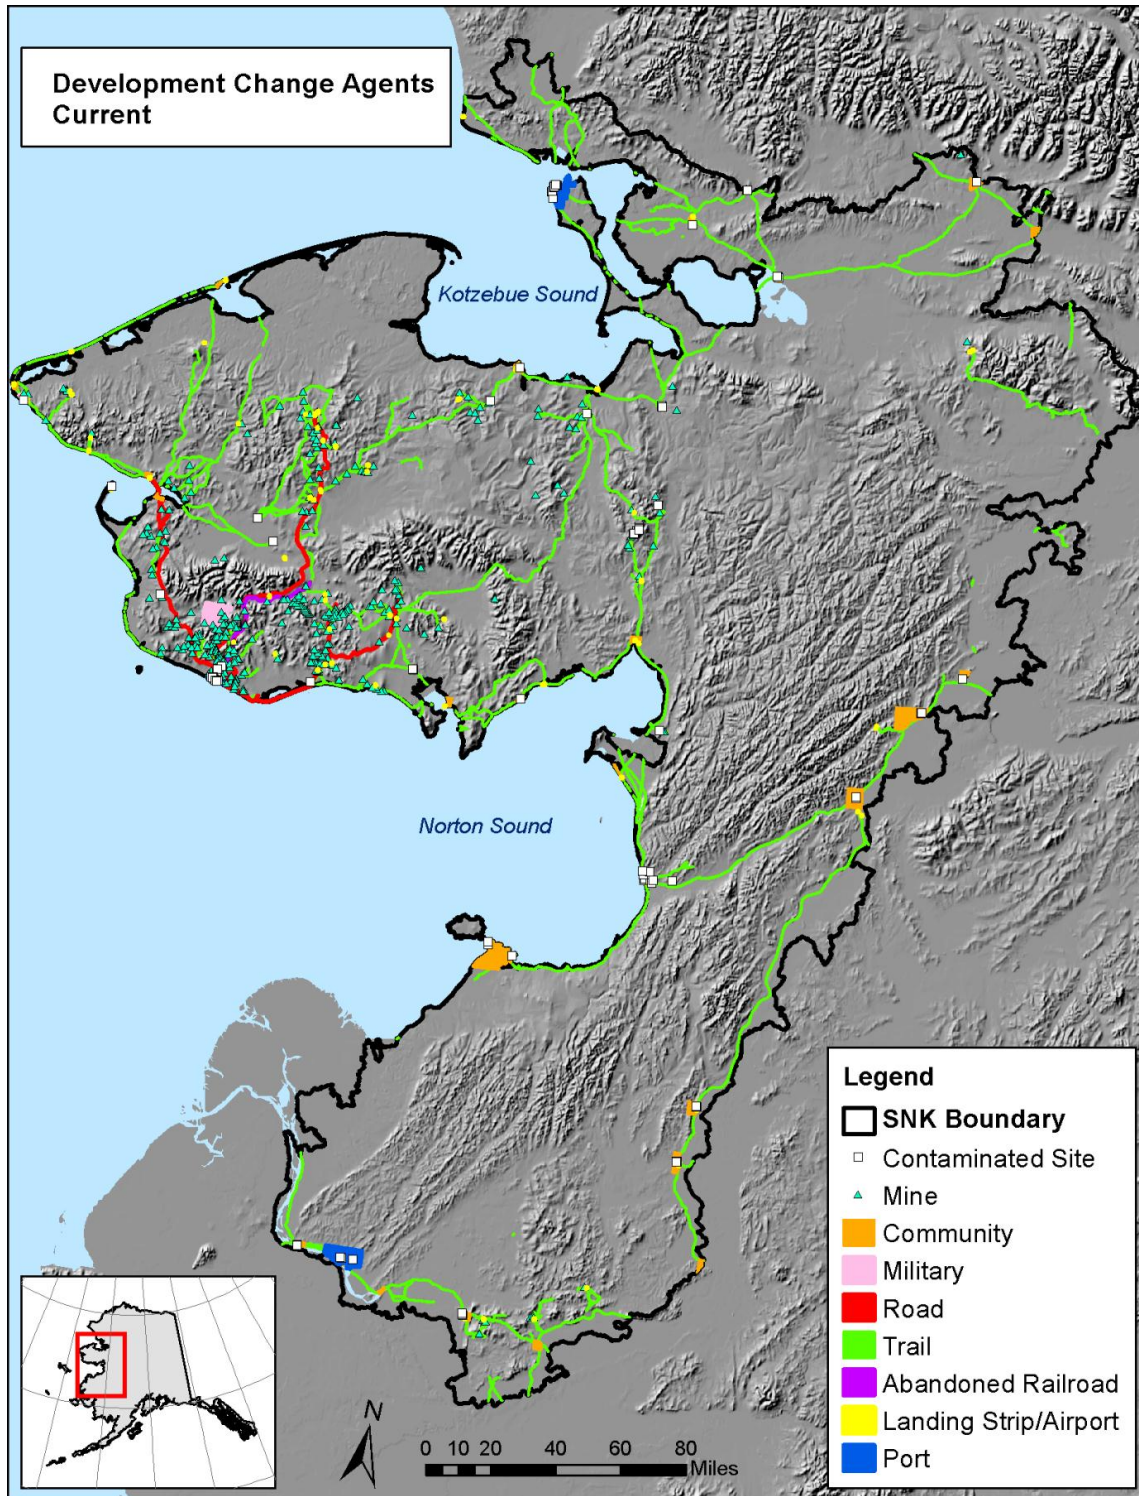 Development Change Agents
Current
Kotzebue Sound
Norton Sound
Legend
SNK Boundary
Contaminated Site
Mine
Community
Military
Road
Trail
Abandoned Railroad
Landing Strip/Airport
Port
N
0 10 20 40 60 80
Miles